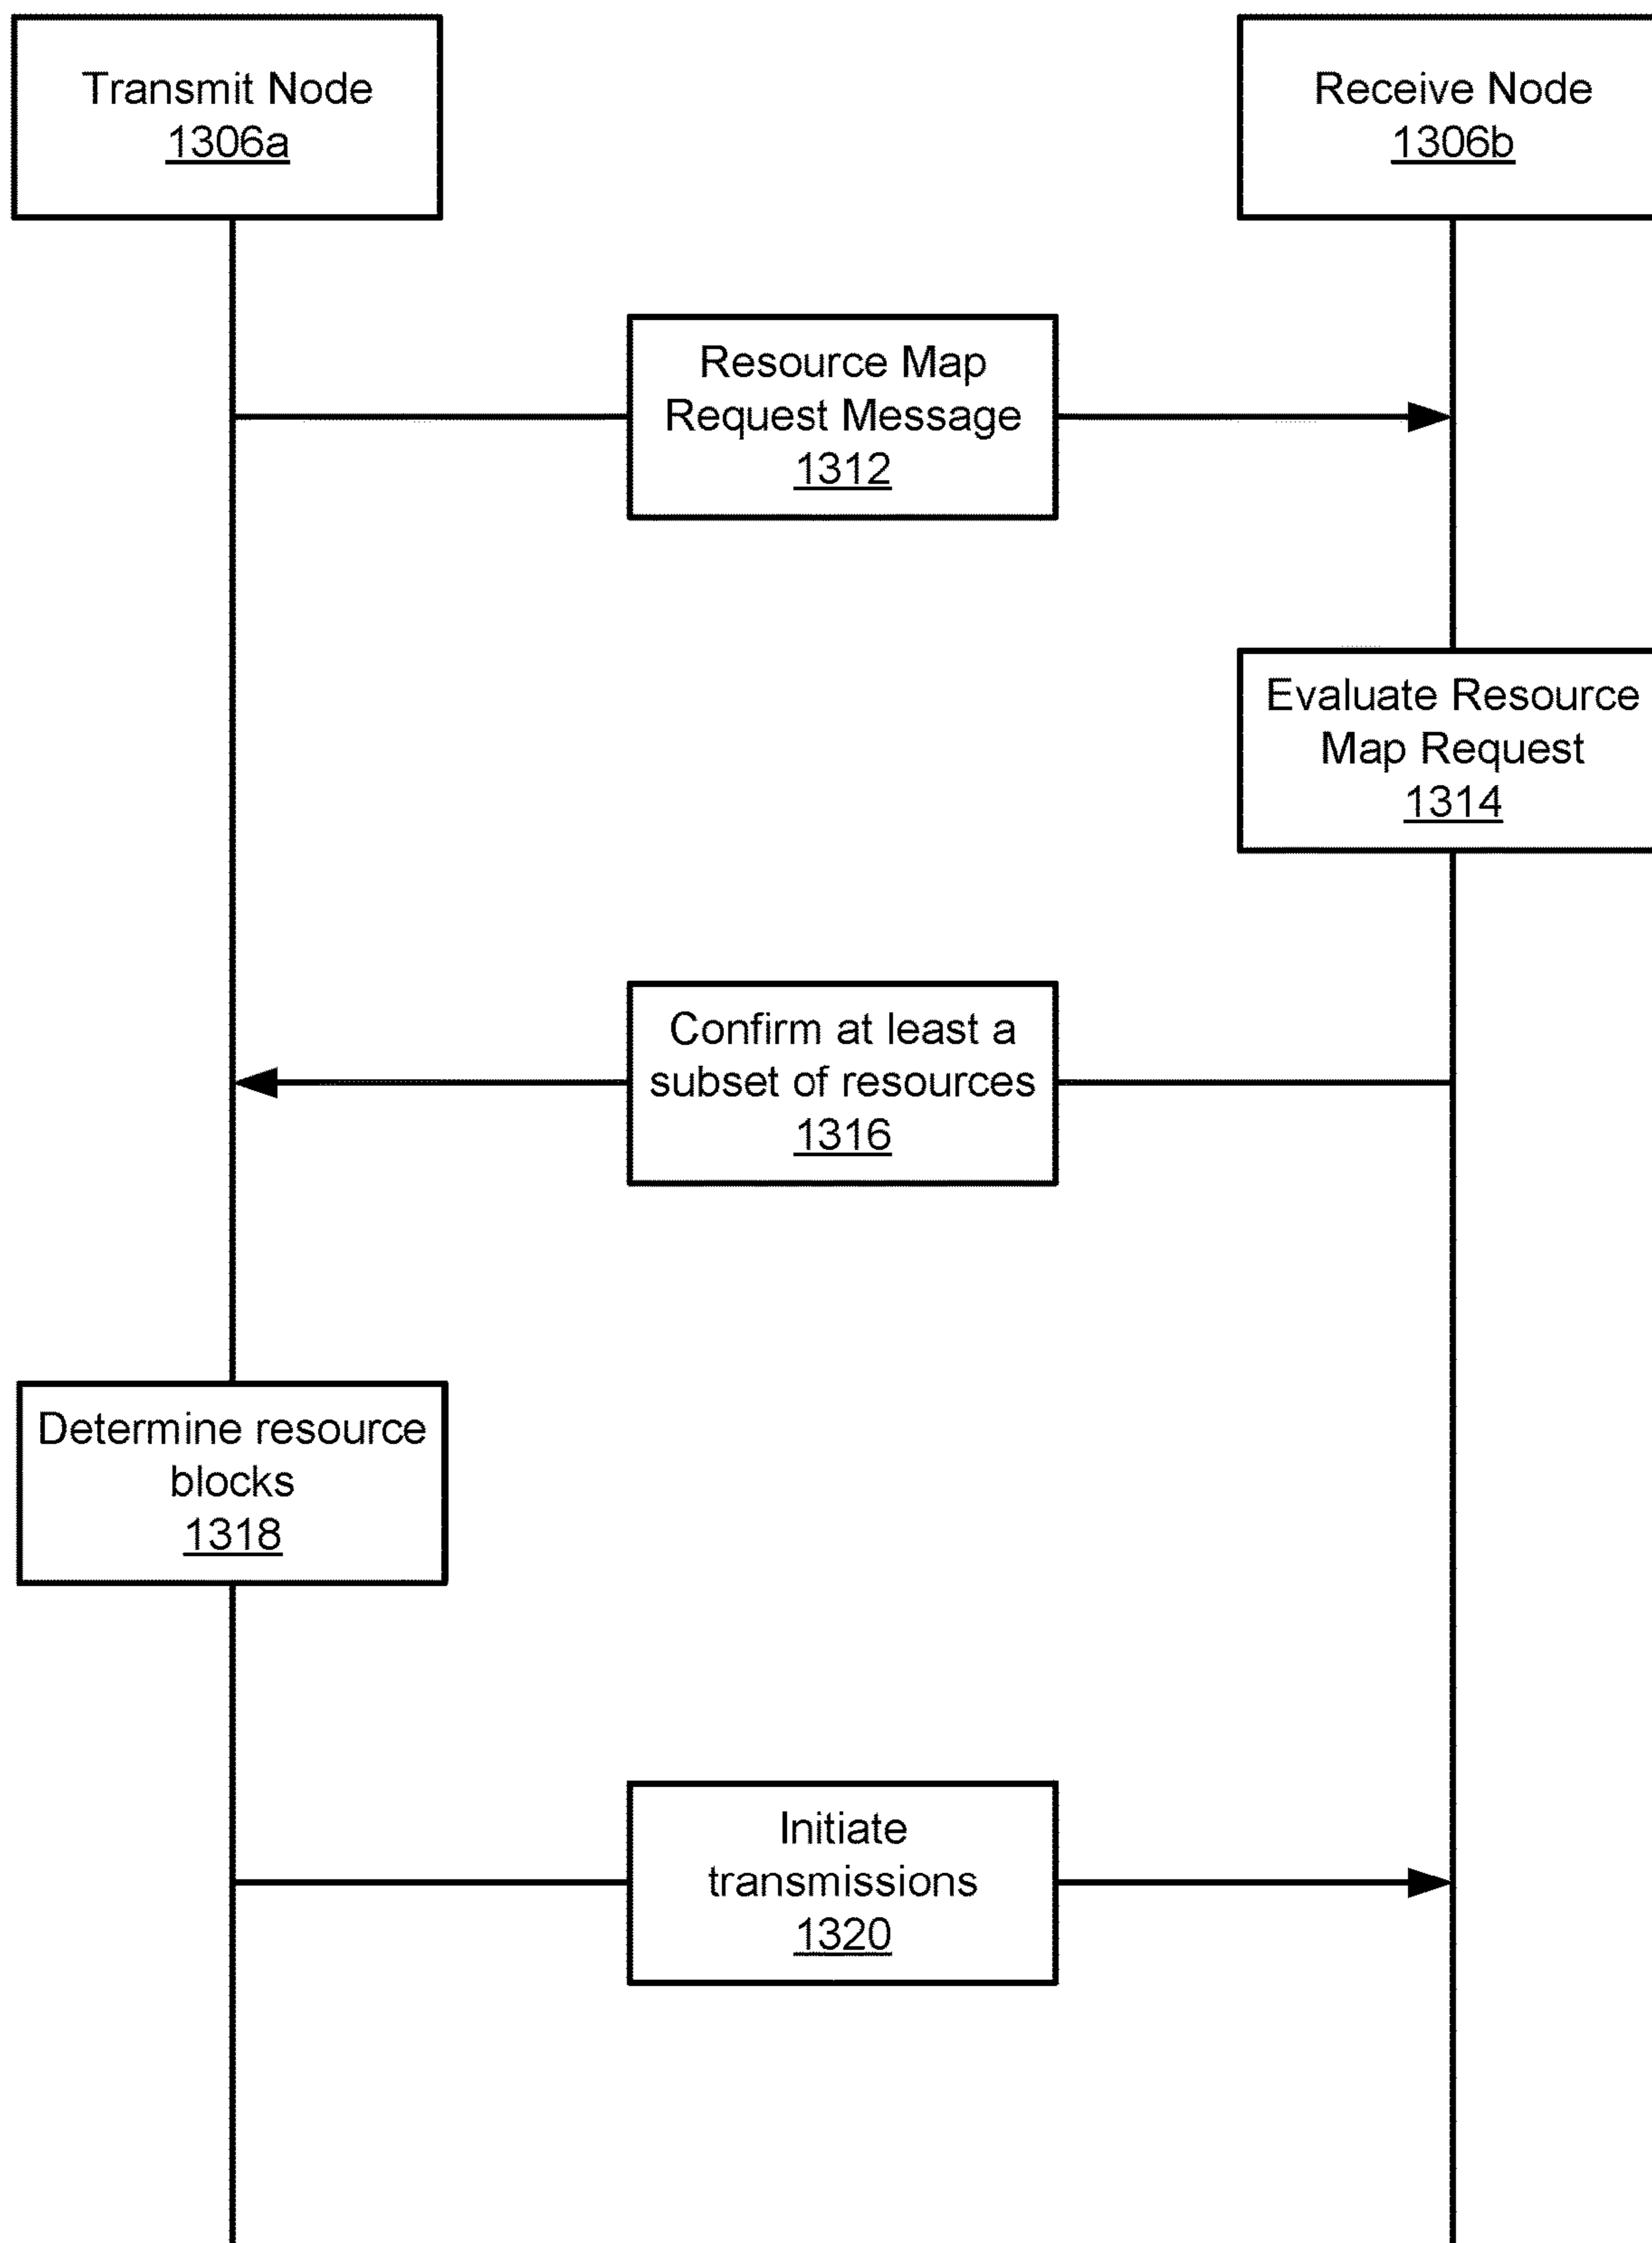 Transmit Node
1306a
Receive Node
1306b
Resource Map
Request Message
1312
Evaluate Resource
Map Request
1314
Confirm at least a
subset of resources
1316
Determine resource
blocks
1318
Initiate
transmissions
1320